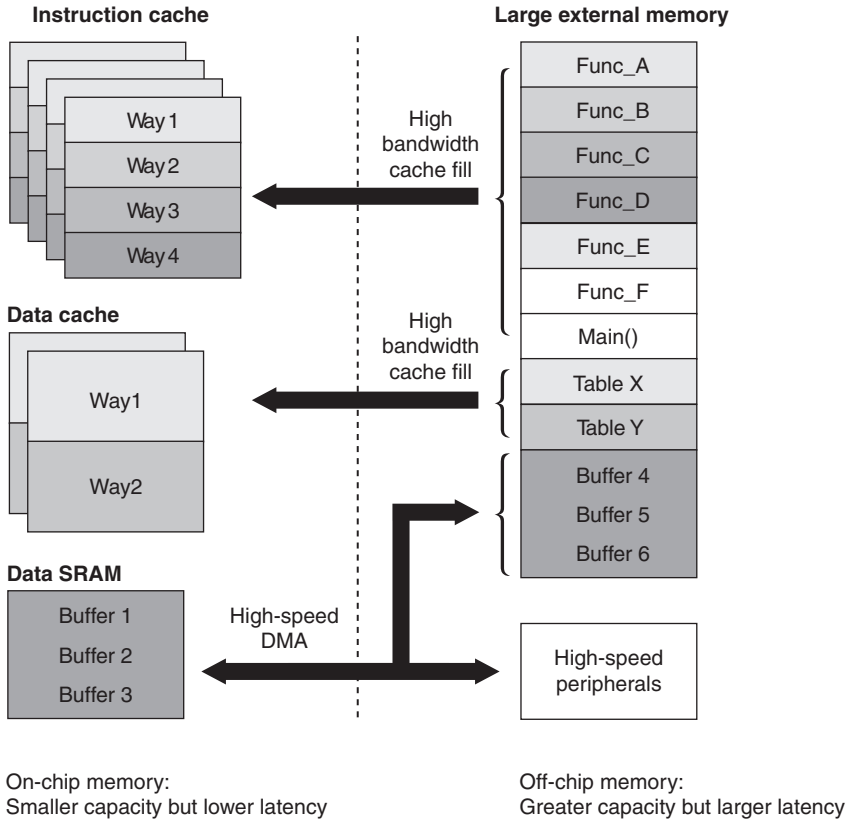 Instruction cache
Way 1
Way 2
Way 3
Way 4
Data cache
Way1
Way2
Data SRAM
Buffer 1
Buffer 2
Buffer 3
High
bandwidth
cache fill
High
bandwidth
cache fill
High-speed
DMA
Large external memory
Func_A
Func_B
Func_C
Func_D
Func_E
Func_F
Main()
Table X
Table Y
Buffer 4
Buffer 5
Buffer 6
High-speed
peripherals
On-chip memory:
Smaller capacity but lower latency
Off-chip memory:
Greater capacity but larger latency